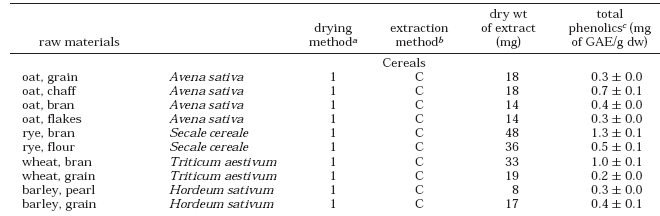 dry wt total
drying extraction of extract phenolicsᶜ (mg
raw materials methodᵃ methodᵇ (mg) of GAE/g dw)
Cereals
oat, grain Avena sativa 1 C 18 0.3 ± 0.0
oat, chaff Avena sativa 1 C 18 0.7 ± 0.1
oat, bran Avena sativa 1 C 14 0.4 ± 0.0
oat, flakes Avena sativa 1 C 14 0.3 ± 0.0
rye, bran Secale cereale 1 C 48 1.3 ± 0.1
rye, flour Secale cereale 1 C 36 0.5 ± 0.1
wheat, bran Triticum aestivum 1 C 33 1.0 ± 0.1
wheat, grain Triticum aestivum 1 C 19 0.2 ± 0.0
barley, pearl Hordeum sativum 1 C 8 0.3 ± 0.0
barley, grain Hordeum sativum 1 C 17 0.4 ± 0.1